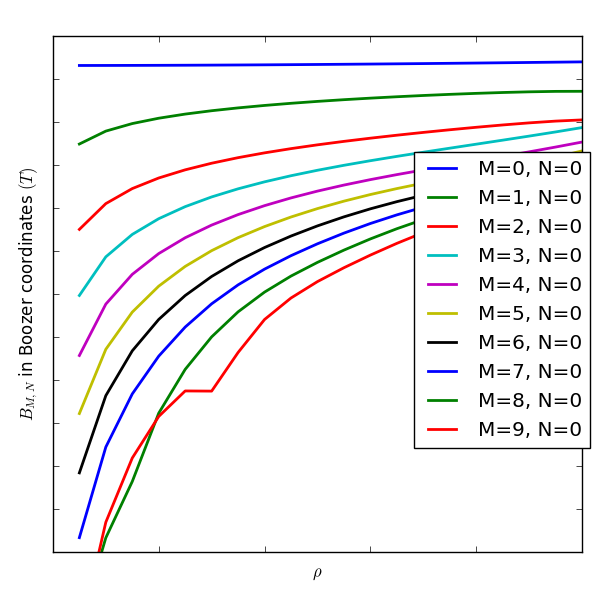 $B_{M,N}$ in Boozer coordinates $(T)$
M=0, N=0
M=1, N=0
M=2, N=0
M=3, N=0
M=4, N=0
M=5, N=0
M=6, N=0
M=7, N=0
M=8, N=0
M=9, N=0
ρ